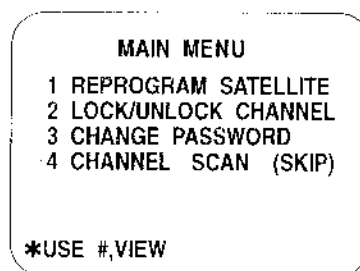 MAIN MENU
1 REPROGRAM SATELLITE
2 LOCK/UNLOCK CHANNEL
3 CHANGE PASSWORD
4 CHANNEL SCAN (SKIP)
✱USE #,VIEW